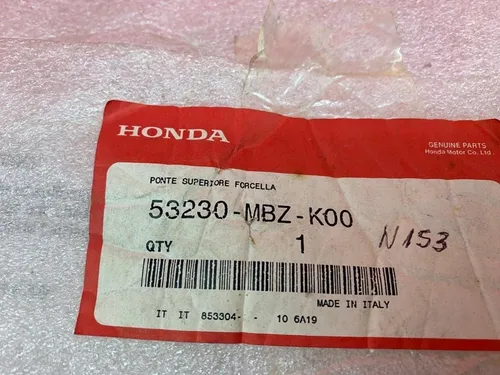 HONDA
GENUINE PARTS
Honda Motor Co., Ltd.
PONTE SUPERIORE FORCELLA
53230-MBZ-K00
QTY 1
N153
MADE IN ITALY
IT IT 853304- - 10 6A19